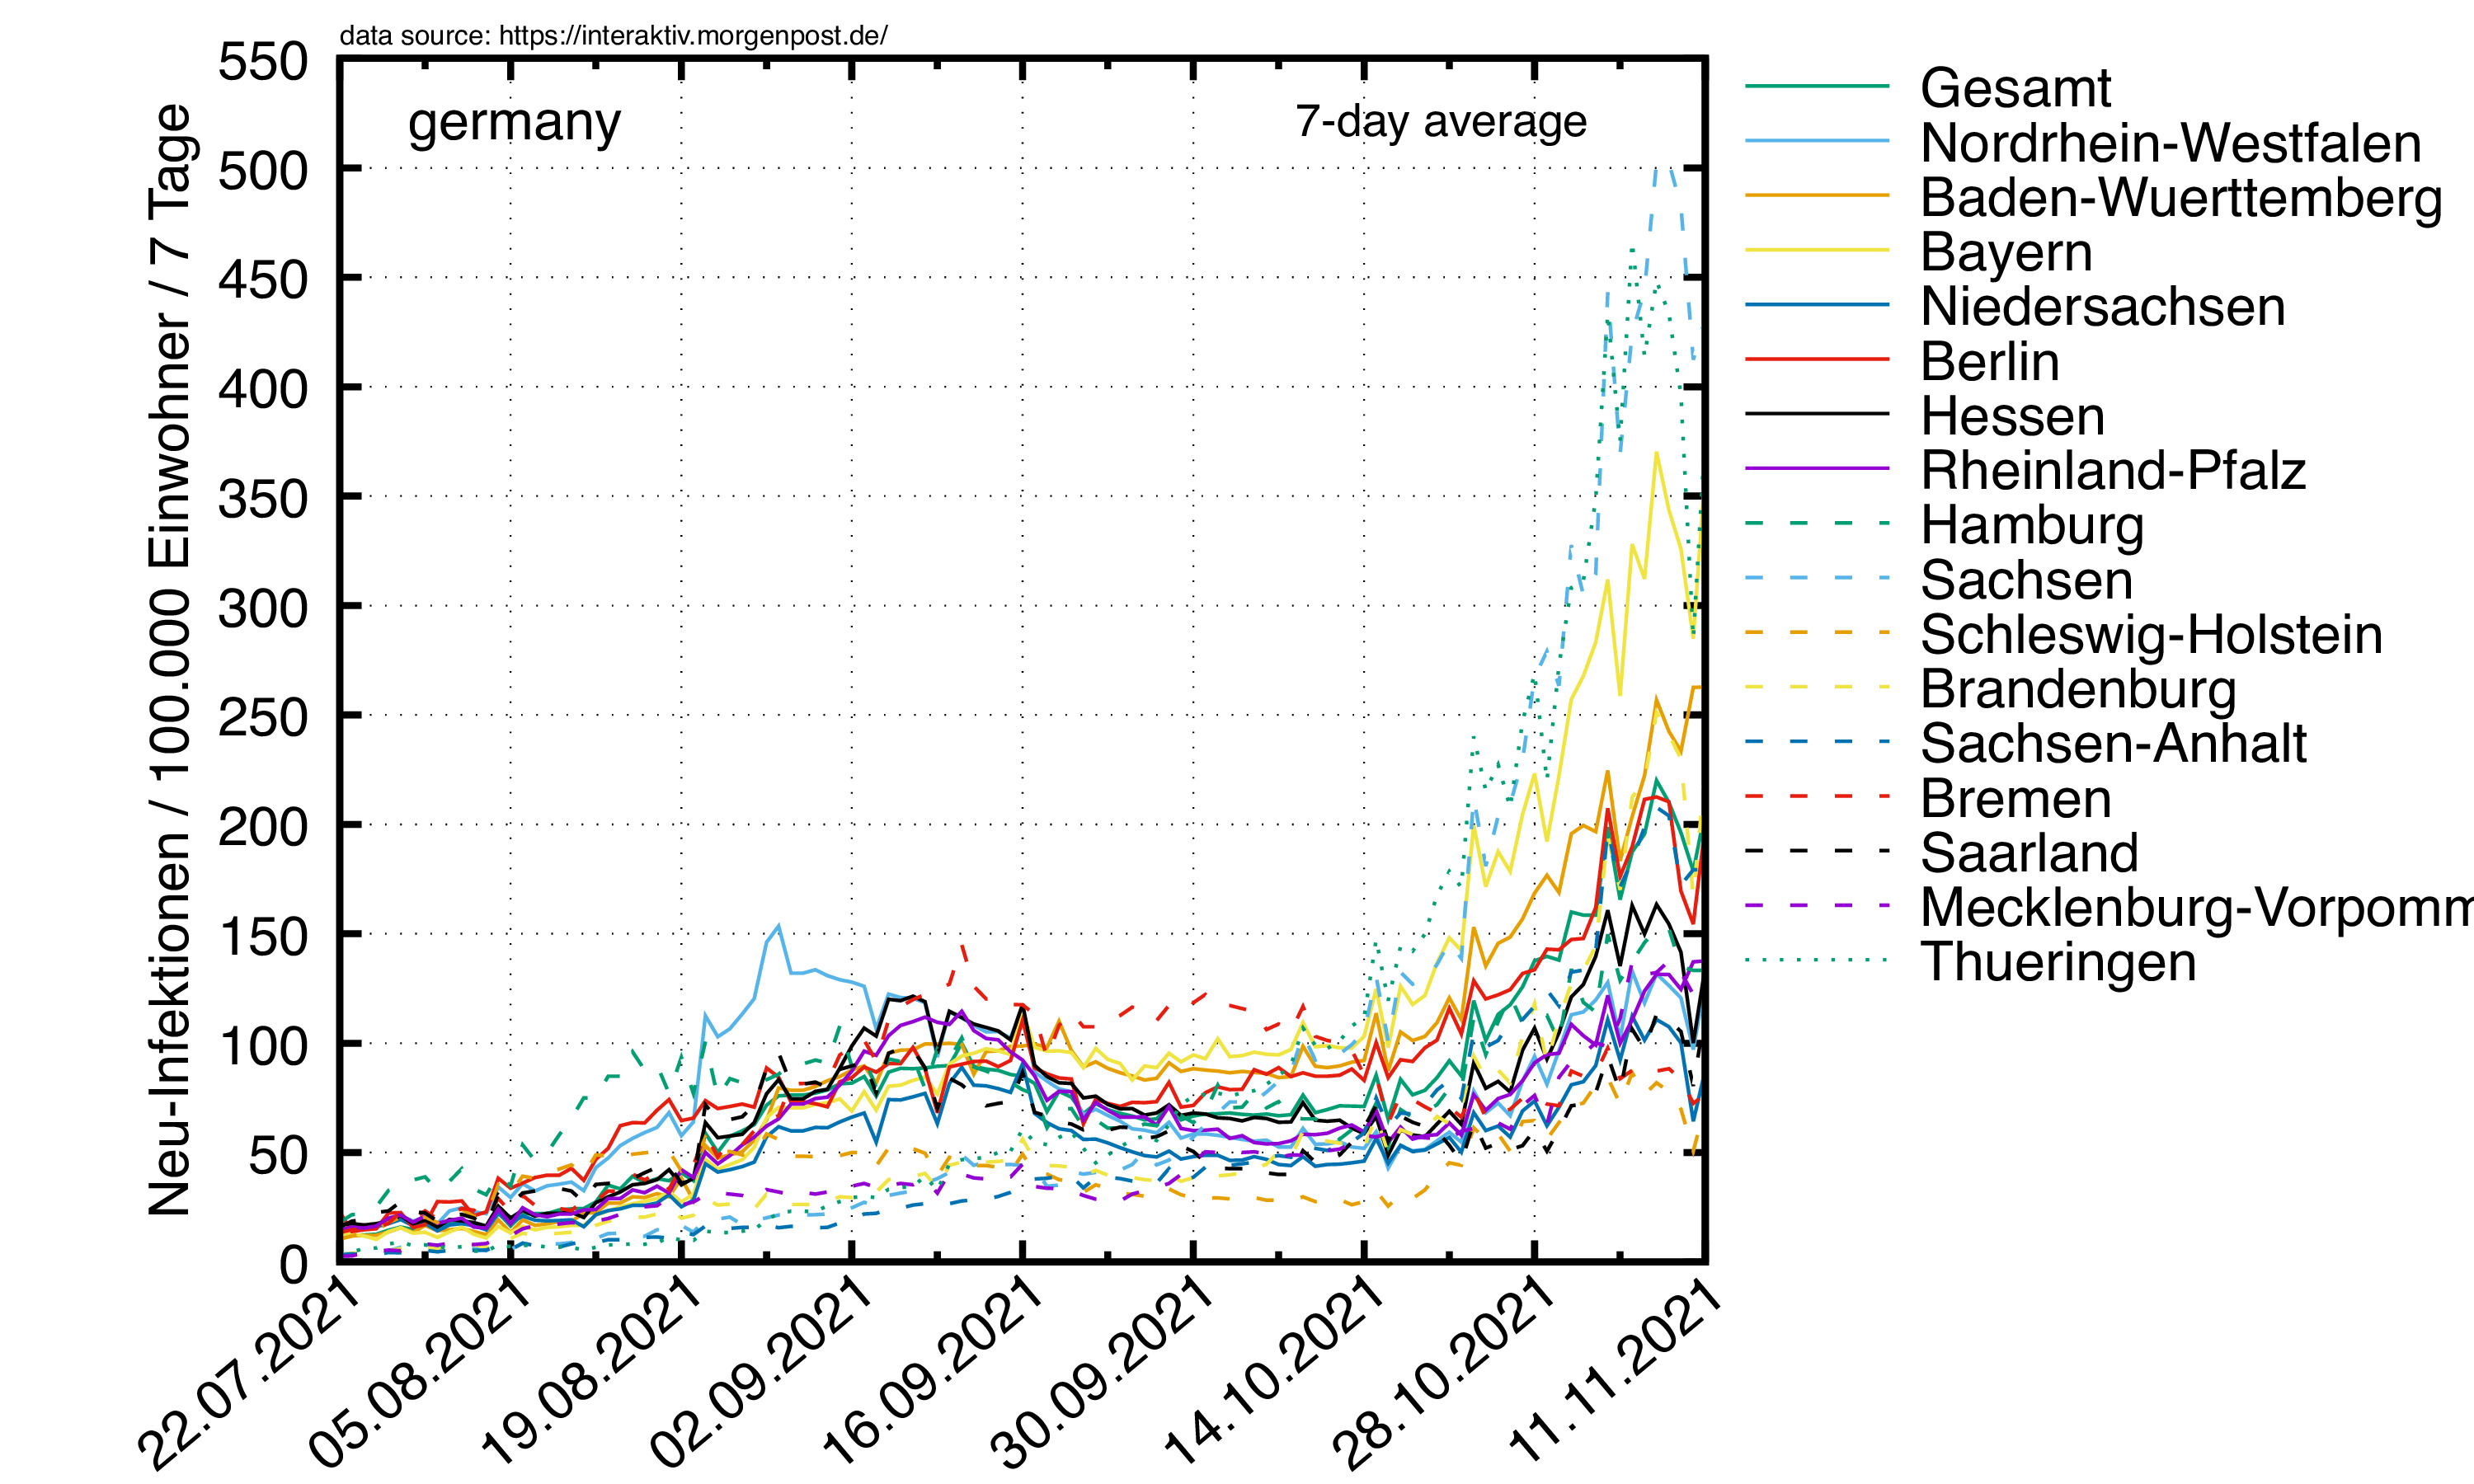 data source: https://interaktiv.morgenpost.de/
germany
7-day average
Neu-Infektionen / 100.000 Einwohner / 7 Tage
550
500
450
400
350
300
250
200
150
100
50
0
22.07.2021
05.08.2021
19.08.2021
02.09.2021
16.09.2021
30.09.2021
14.10.2021
28.10.2021
11.11.2021
Gesamt
Nordrhein-Westfalen
Baden-Wuerttemberg
Bayern
Niedersachsen
Berlin
Hessen
Rheinland-Pfalz
Hamburg
Sachsen
Schleswig-Holstein
Brandenburg
Sachsen-Anhalt
Bremen
Saarland
Mecklenburg-Vorpomm
Thueringen